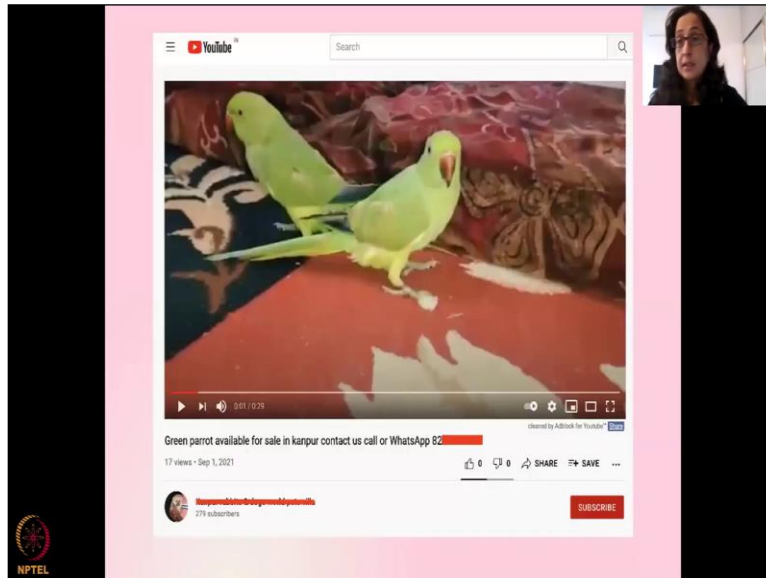 YouTube IN
Search
0:01 / 0:29
cleaned by Adblock for Youtube™ Share
Green parrot available for sale in kanpur contact us call or WhatsApp 82
17 views • Sep 1, 2021
0
0
SHARE
SAVE
279 subscribers
SUBSCRIBE
NPTEL